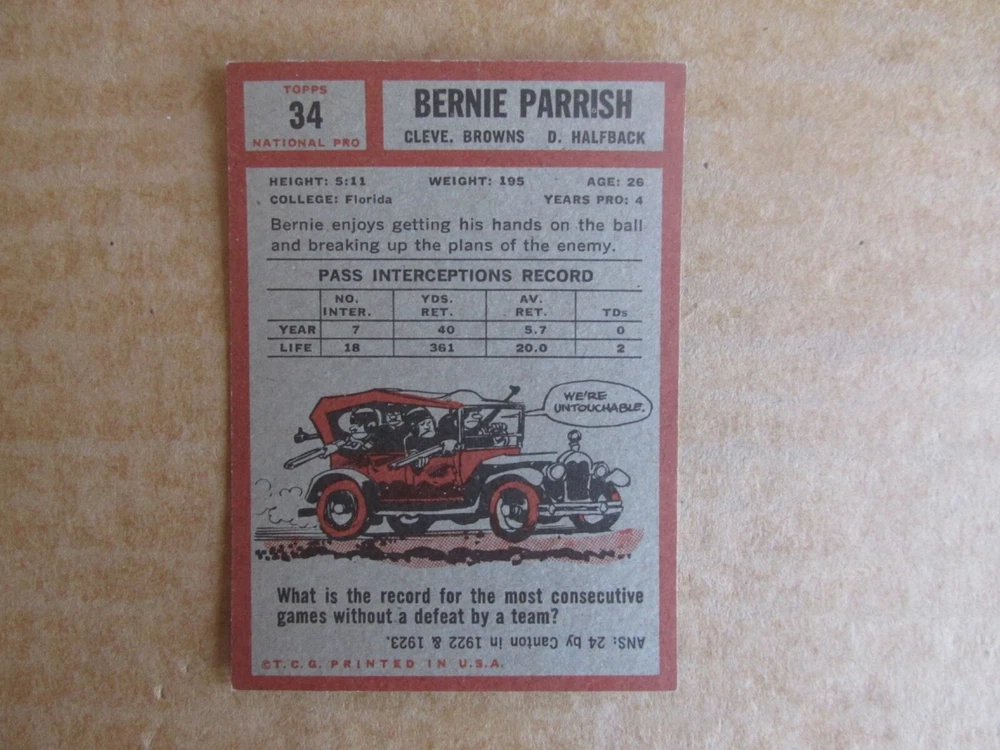 TOPPS
34
NATIONAL PRO
BERNIE PARRISH
CLEVE. BROWNS D. HALFBACK
HEIGHT: 5:11 WEIGHT: 195 AGE: 26
COLLEGE: Florida YEARS PRO: 4
Bernie enjoys getting his hands on the ball
and breaking up the plans of the enemy.
PASS INTERCEPTIONS RECORD
NO. INTER. YDS. RET. AV. RET. TDs
YEAR 7 40 5.7 0
LIFE 18 361 20.0 2
WE'RE
UNTOUCHABLE.
What is the record for the most consecutive
games without a defeat by a team?
ANS: 24 by Canton in 1922 & 1923.
©T.C.G. PRINTED IN U.S.A.